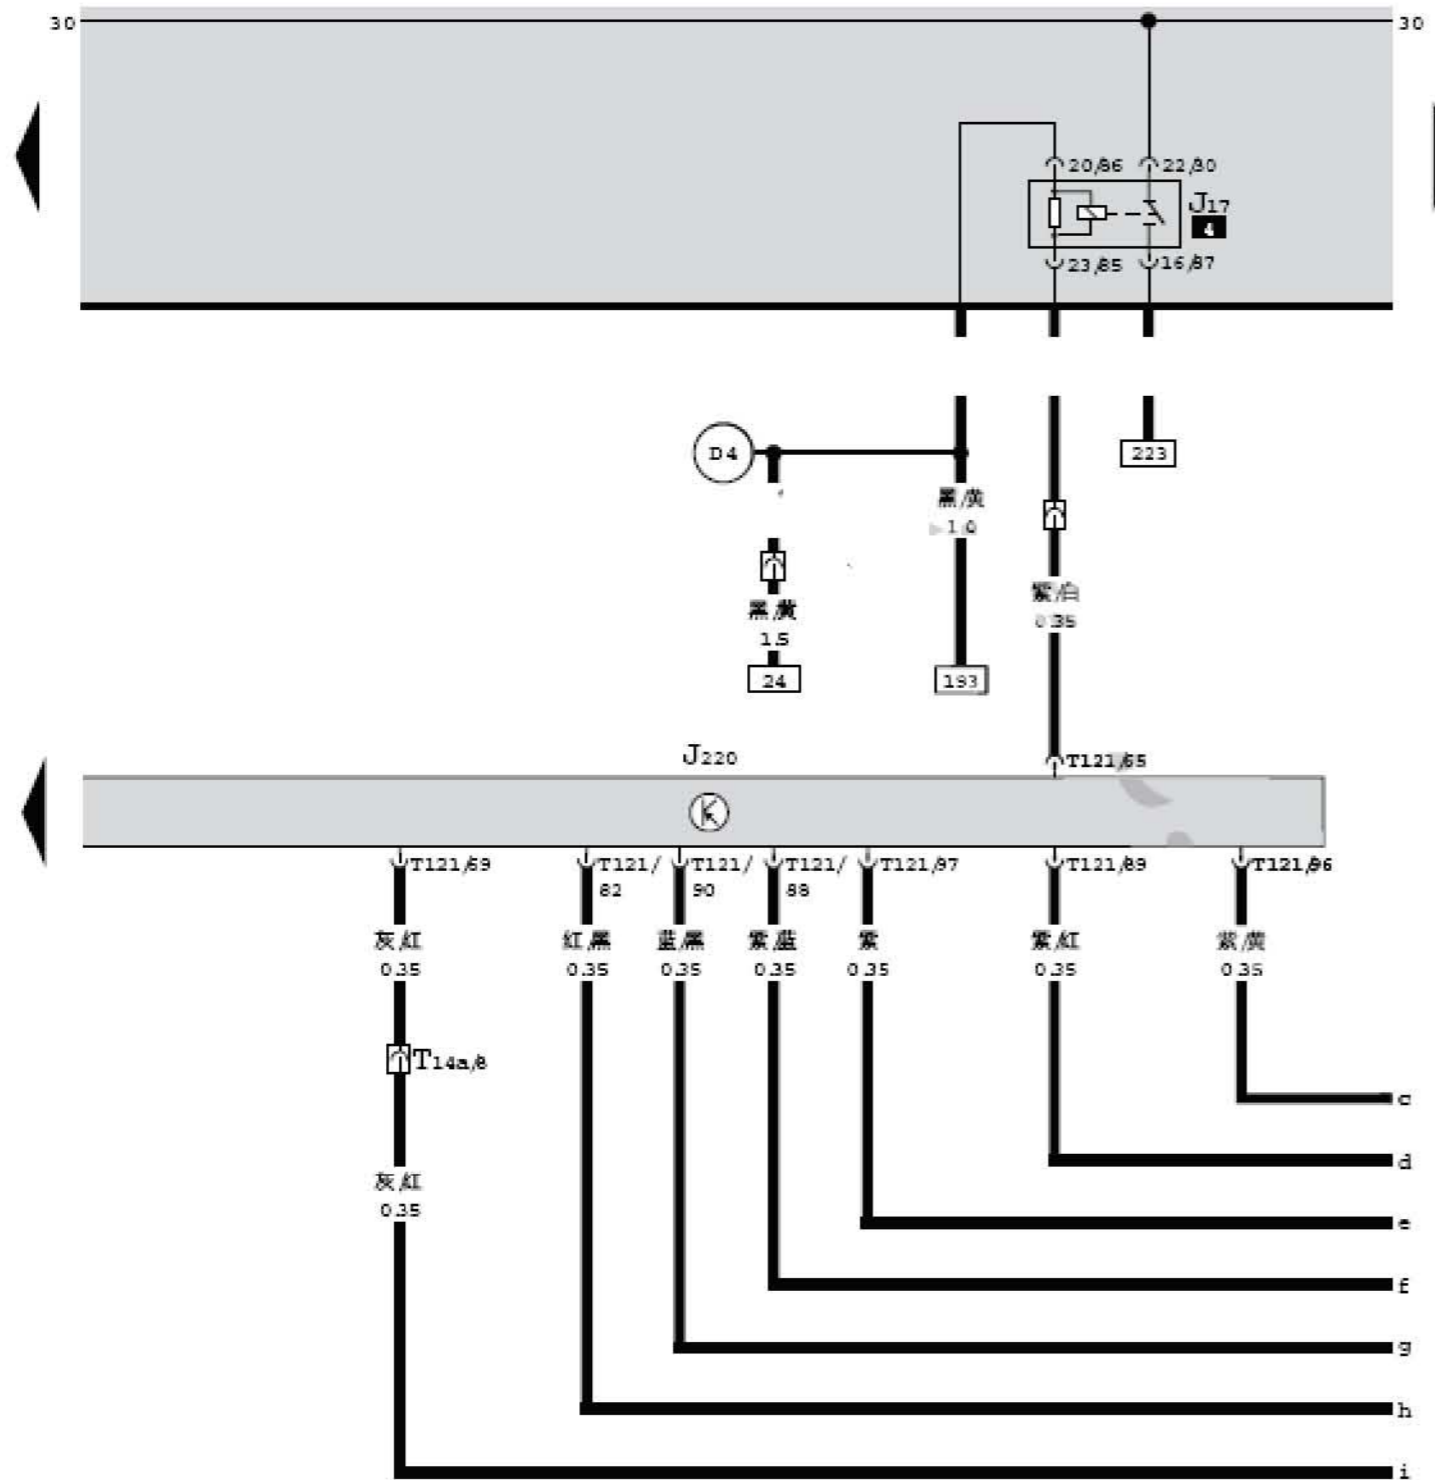 30
30
20/86
22/30
J17
4
23/85
16/87
D4
223
黑/黄
1.0
紫/白
0.35
黑/黄
1.5
24
193
J220
T121/65
T121/69
T121/
82
T121/
90
T121/
88
T121/97
T121/89
T121/96
灰/红
0.35
红/黑
0.35
蓝/黑
0.35
紫/蓝
0.35
紫
0.35
紫/红
0.35
紫/黄
0.35
T14a/8
c
d
灰/红
0.35
e
f
g
h
i